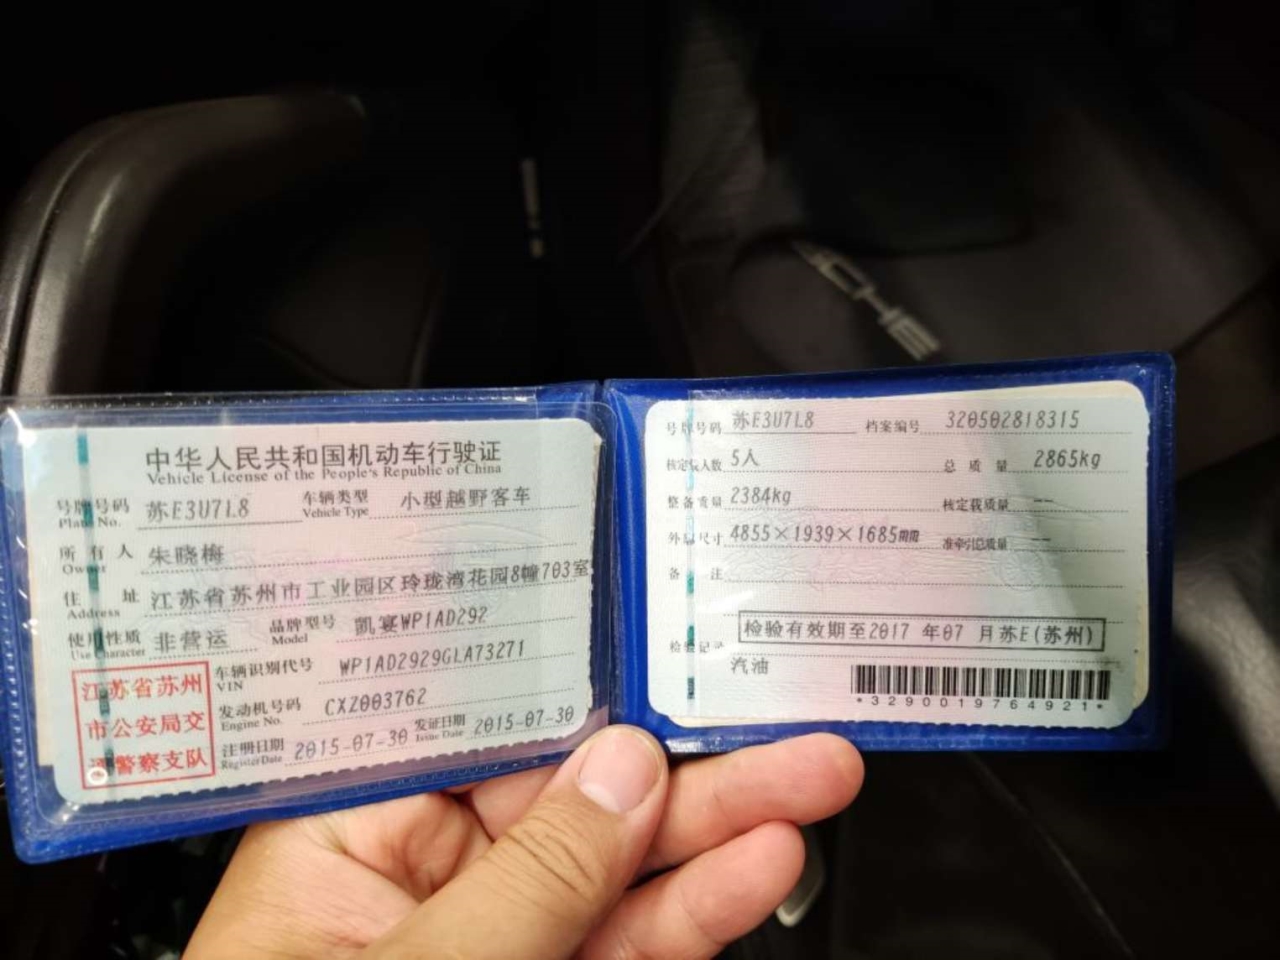 中华人民共和国机动车行驶证
Vehicle License of the People's Republic of China
号牌号码 苏E3U7L8 车辆类型 小型越野客车
Plate No. Vehicle Type
所有人 朱晓梅
Owner
住址 江苏省苏州市工业园区玲珑湾花园8幢703室
Address
使用性质 非营运 品牌型号 凯宴WP1AD292
Use Character Model
车辆识别代号 WP1AD2929GLA73271
VIN
发动机号码 CXZ003762
Engine No.
注册日期 2015-07-30 发证日期 2015-07-30
Register Date Issue Date
江苏省苏州
市公安局交
警察支队
号牌号码 苏E3U7L8 档案编号 320502818315
核定载人数 5人 总质量 2865kg
整备质量 2384kg 核定载质量 --
外廓尺寸 4855×1939×1685mm 准牵引总质量 --
备注
检验有效期至2017 年07 月苏E(苏州)
检验记录
汽油
*3290019764921*
CHE